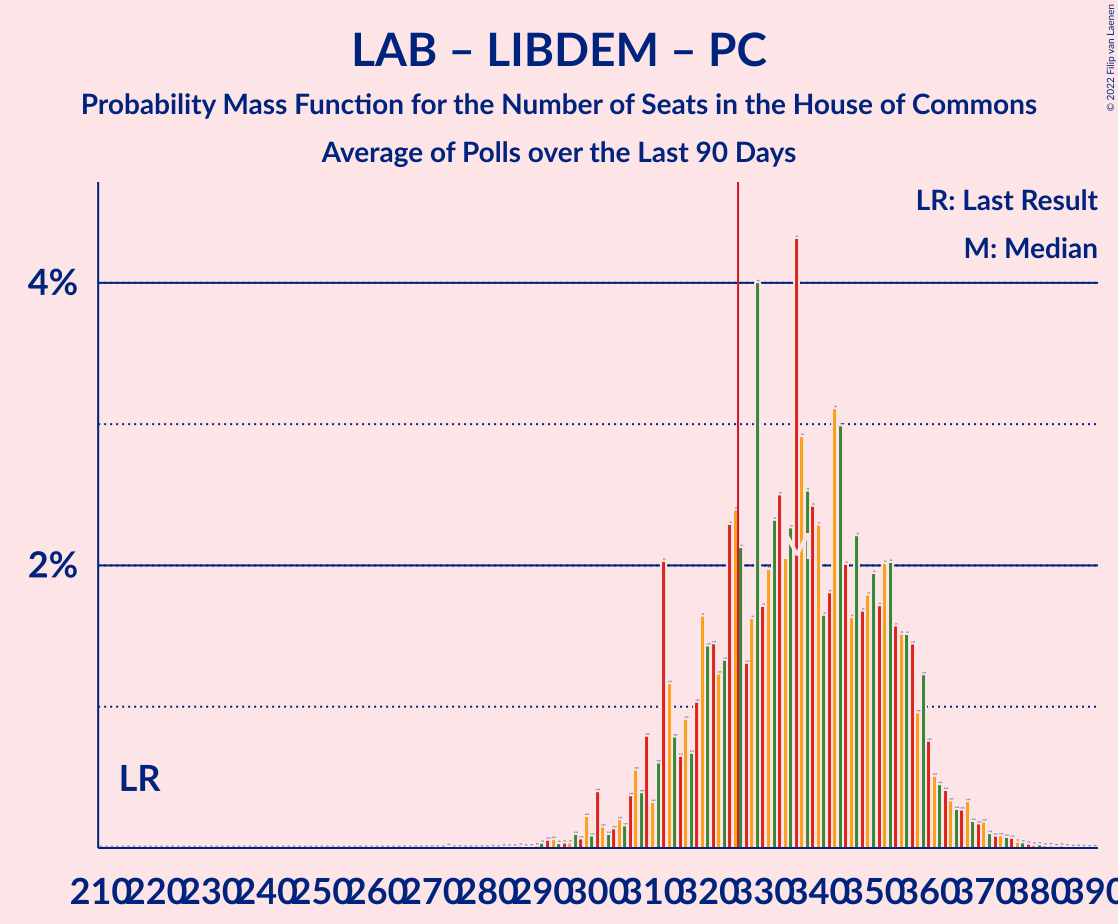 LAB – LIBDEM – PC
Probability Mass Function for the Number of Seats in the House of Commons
Average of Polls over the Last 90 Days
© 2022 Filip van Laenen
LR: Last Result
M: Median
4%
2%
LR
M
210 220 230 240 250 260 270 280 290 300 310 320 330 340 350 360 370 380 390